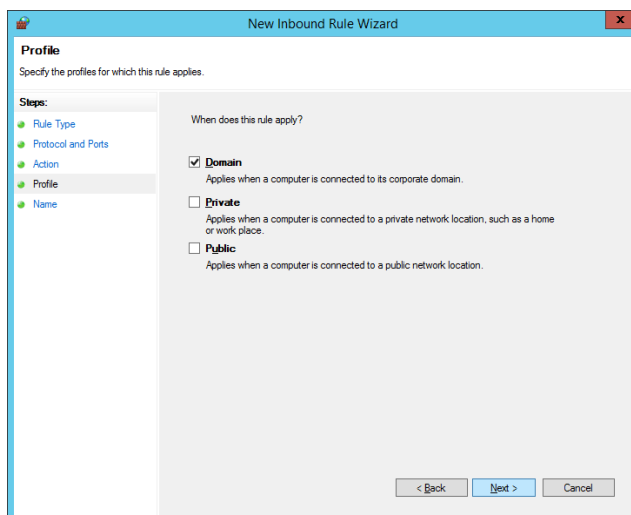 New Inbound Rule Wizard
x
Profile
Specify the profiles for which this rule applies.
Steps:
Rule Type
Protocol and Ports
Action
Profile
Name
When does this rule apply?
Domain
Applies when a computer is connected to its corporate domain.
Private
Applies when a computer is connected to a private network location, such as a home
or work place.
Public
Applies when a computer is connected to a public network location.
< Back
Next >
Cancel